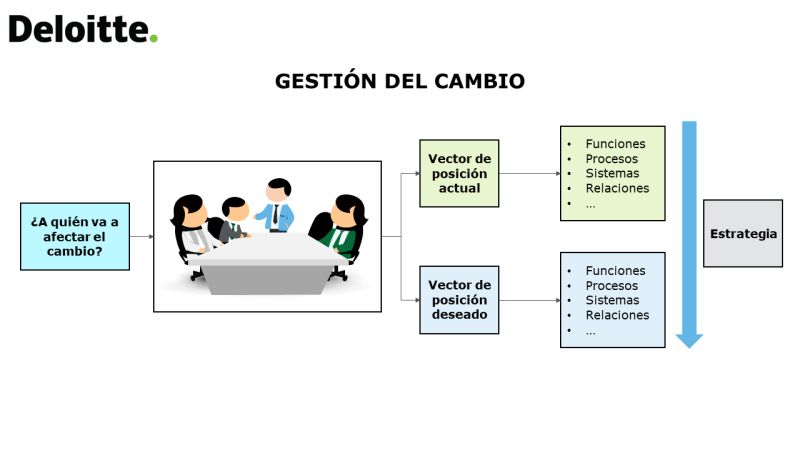 Deloitte.
GESTIÓN DEL CAMBIO
¿A quién va a
afectar el
cambio?
Vector de
posición
actual
• Funciones
• Procesos
• Sistemas
• Relaciones
• ...
Vector de
posición
deseado
• Funciones
• Procesos
• Sistemas
• Relaciones
• ...
Estrategia